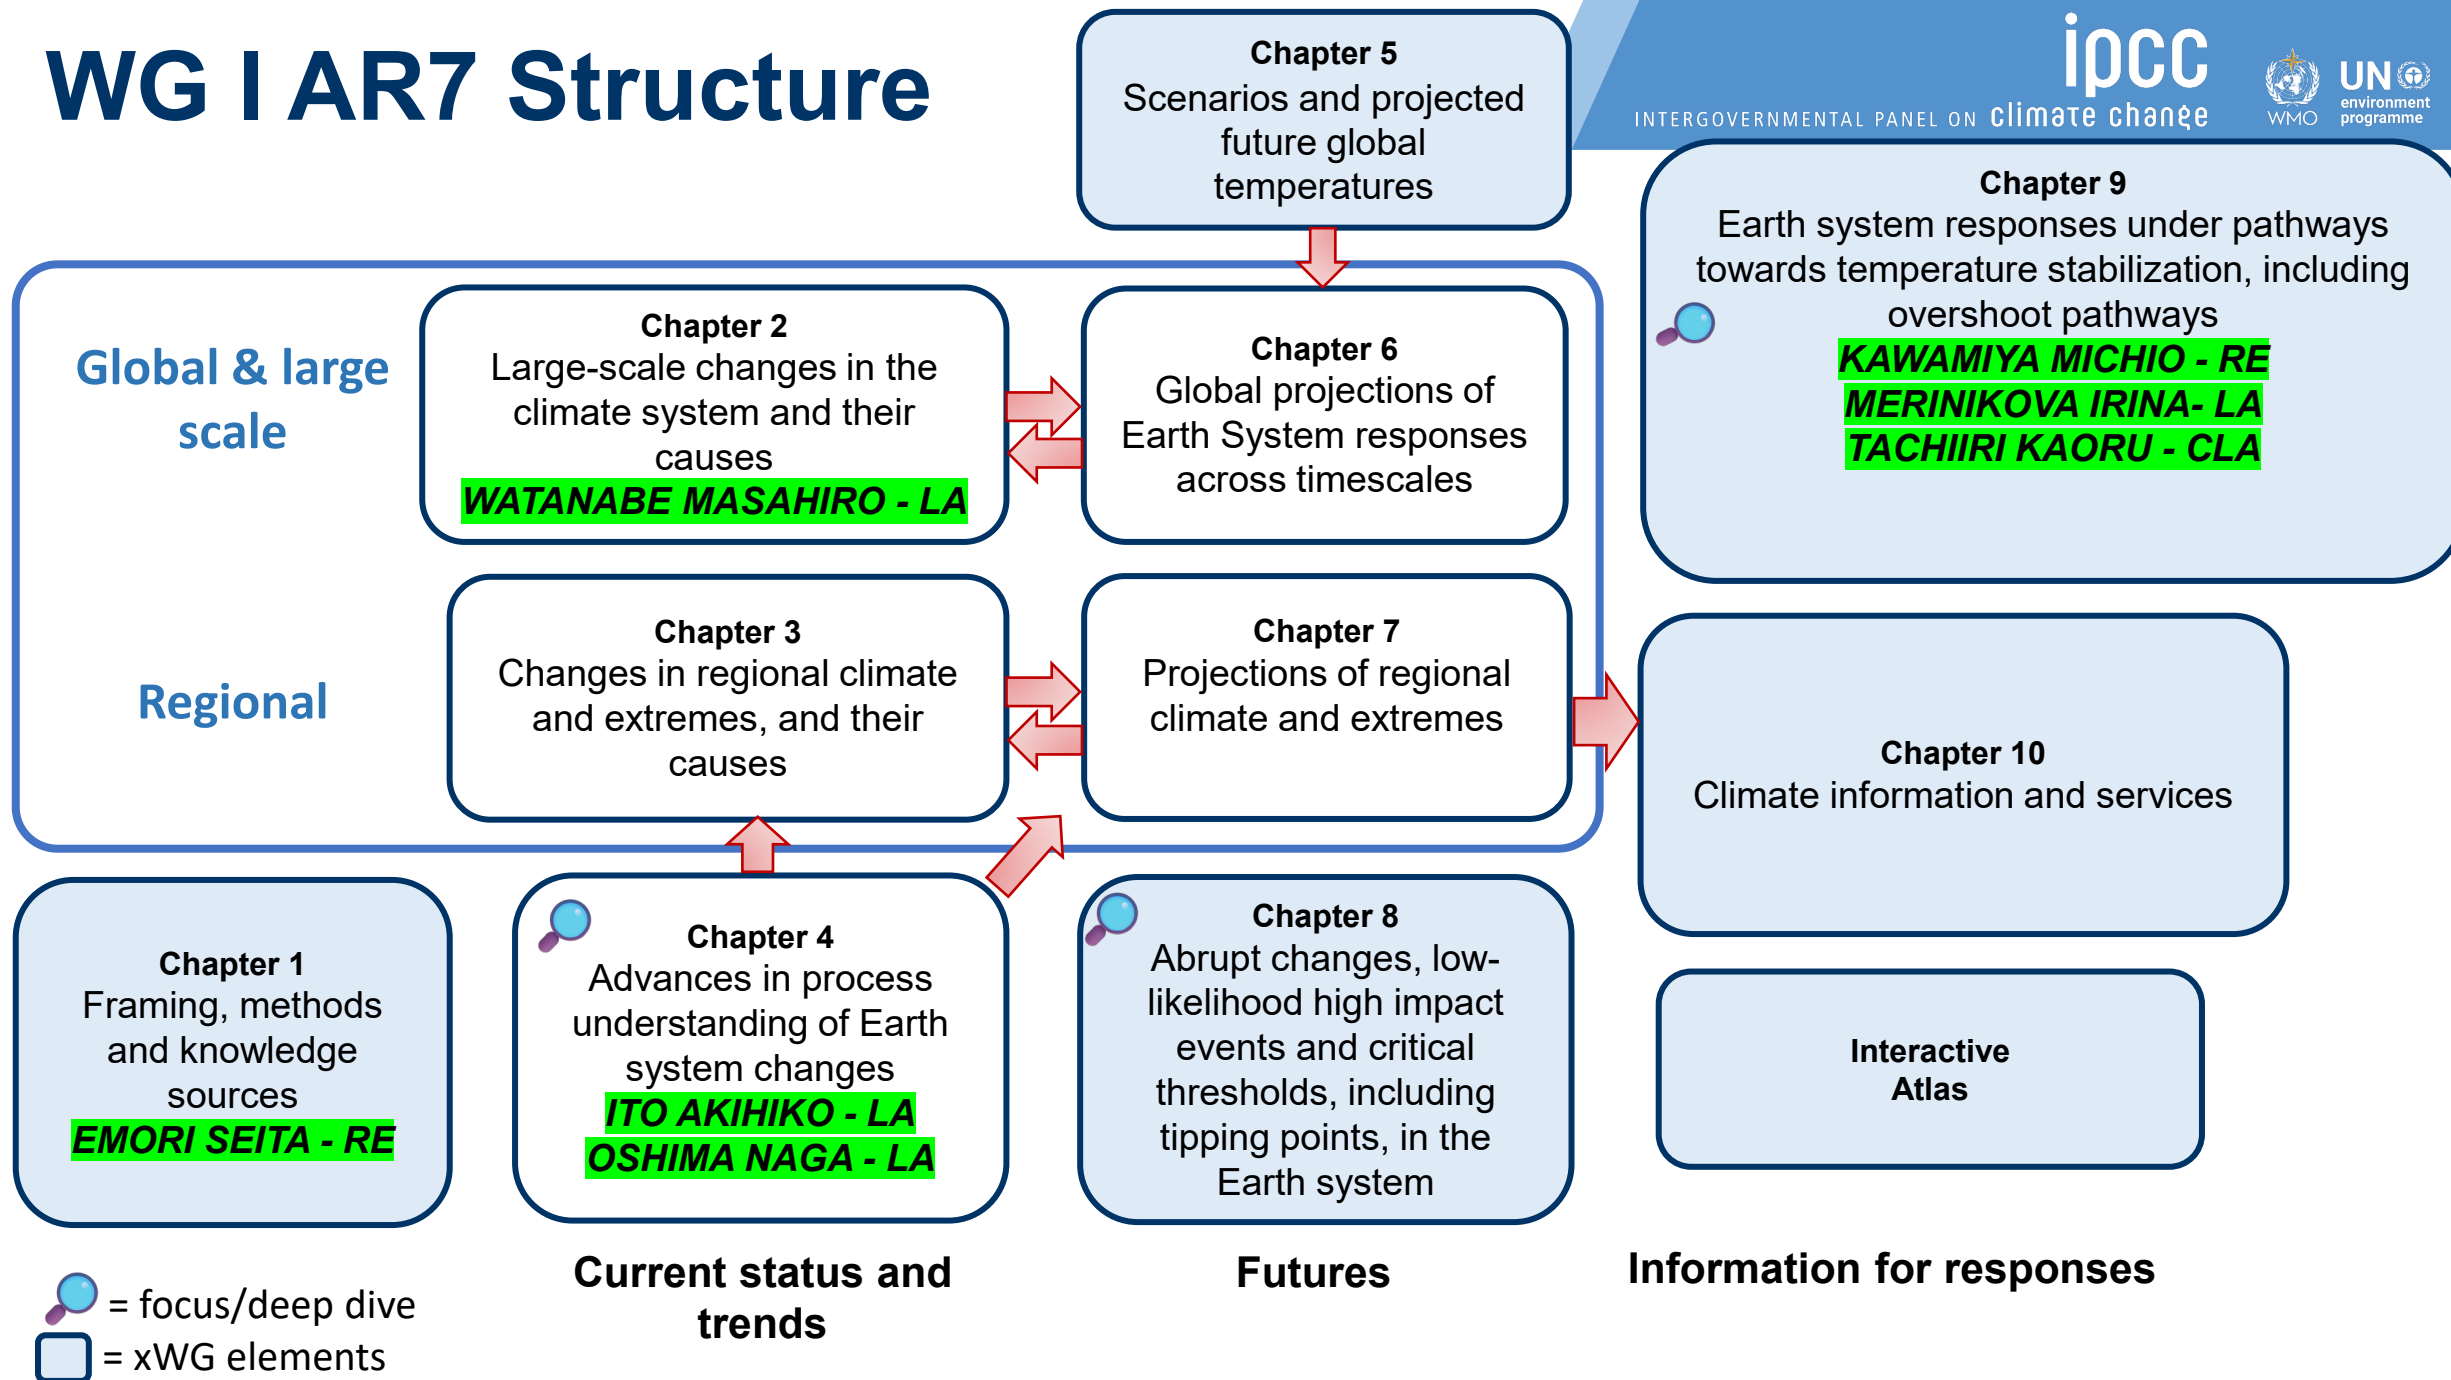 WG I AR7 Structure
ipcc
INTERGOVERNMENTAL PANEL ON climate change
WMO
UN
environment
programme
Chapter 5
Scenarios and projected
future global
temperatures
Chapter 9
Earth system responses under pathways
towards temperature stabilization, including
overshoot pathways
KAWAMIYA MICHIO - RE
MERINIKOVA IRINA- LA
TACHIIRI KAORU - CLA
Global & large
scale
Chapter 2
Large-scale changes in the
climate system and their
causes
WATANABE MASAHIRO - LA
Chapter 6
Global projections of
Earth System responses
across timescales
Regional
Chapter 3
Changes in regional climate
and extremes, and their
causes
Chapter 7
Projections of regional
climate and extremes
Chapter 10
Climate information and services
Chapter 1
Framing, methods
and knowledge
sources
EMORI SEITA - RE
Chapter 4
Advances in process
understanding of Earth
system changes
ITO AKIHIKO - LA
OSHIMA NAGA - LA
Chapter 8
Abrupt changes, low-
likelihood high impact
events and critical
thresholds, including
tipping points, in the
Earth system
Interactive
Atlas
Current status and
trends
Futures
Information for responses
= focus/deep dive
= xWG elements